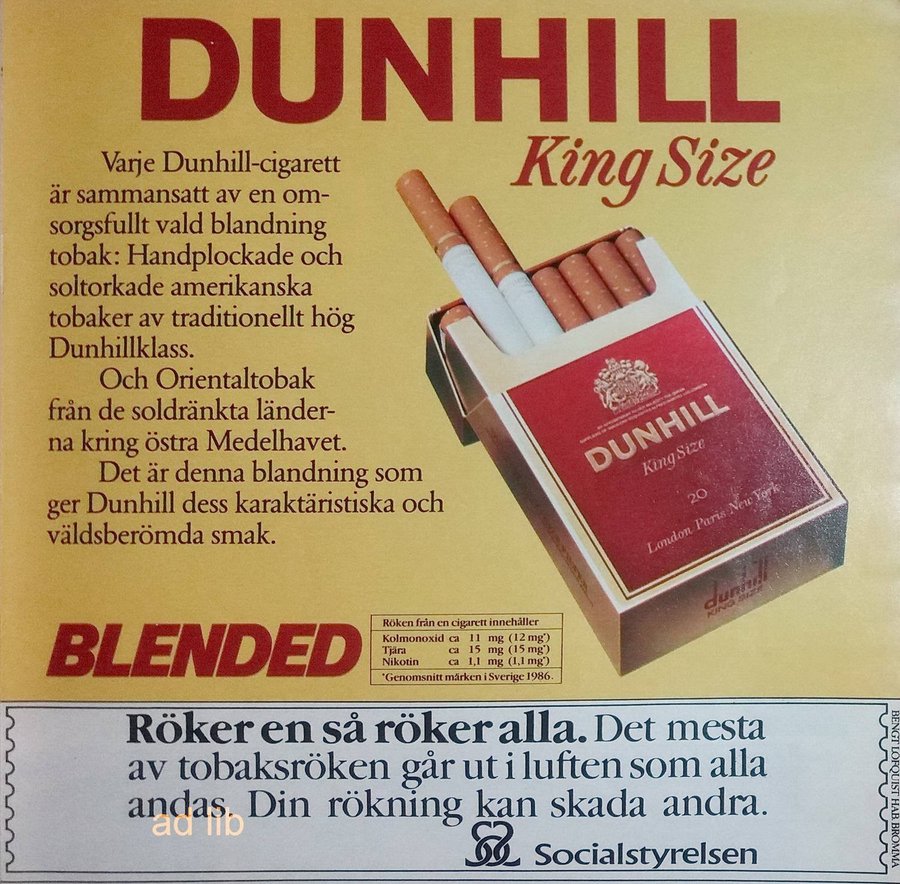 DUNHILL
King Size
Varje Dunhill-cigarett
är sammansatt av en om-
sorgsfullt vald blandning
tobak: Handplockade och
soltorkade amerikanska
tobaker av traditionellt hög
Dunhillklass.
Och Orientaltobak
från de soldränkta länder-
na kring östra Medelhavet.
Det är denna blandning som
ger Dunhill dess karaktäristiska och
väldsberömda smak.
DUNHILL
King Size
20
London Paris New York
dunhill
KING SIZE
BLENDED
Röken från en cigarett innehåller
Kolmonoxid ca 11 mg (12 mg*)
Tjära ca 15 mg (15 mg*)
Nikotin ca 1,1 mg (1,1 mg*)
*Genomsnitt märken i Sverige 1986.
Röker en så röker alla. Det mesta
av tobaksröken går ut i luften som alla
andas. Din rökning kan skada andra.
ad lib
Socialstyrelsen
BENGT LÖFQUIST HAB BROMMA